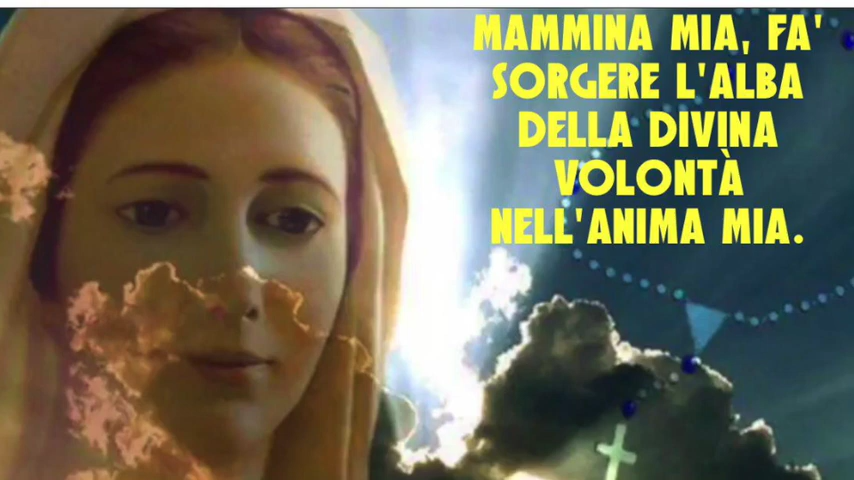 MAMMINA MIA, FA'
SORGERE L'ALBA
DELLA DIVINA
VOLONTÀ
NELL'ANIMA MIA.